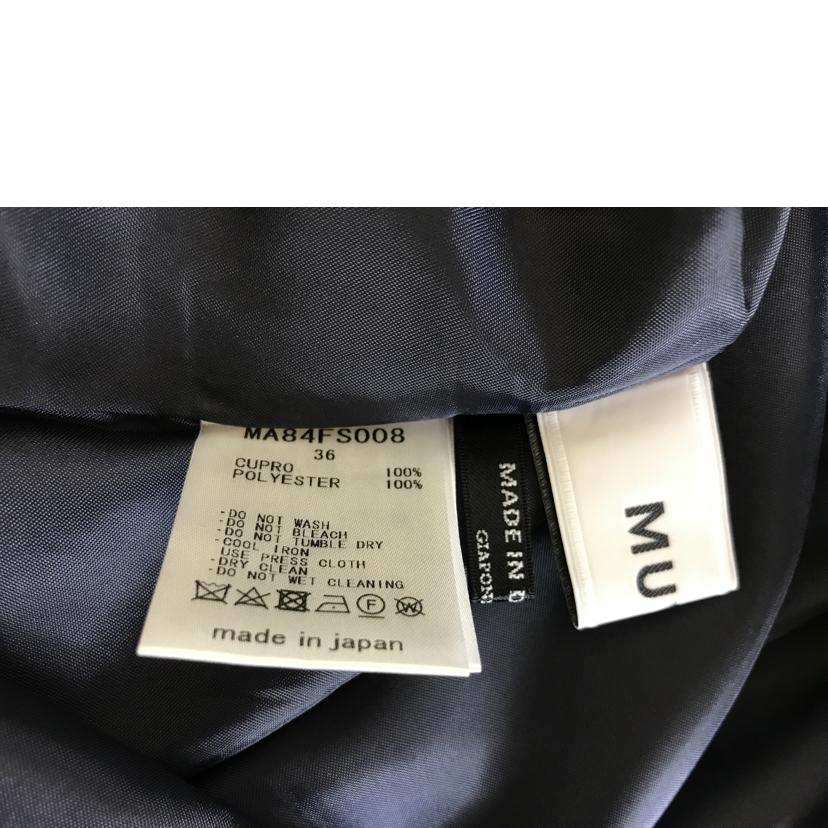 MA84FS008
36
CUPRO 100%
POLYESTER 100%
-DO NOT WASH
-DO NOT BLEACH
-DO NOT TUMBLE DRY
-COOL IRON
USE PRESS CLOTH
-DRY CLEAN
-DO NOT WET CLEANING
F W
made in japan
MADE IN
GIAPON
MU